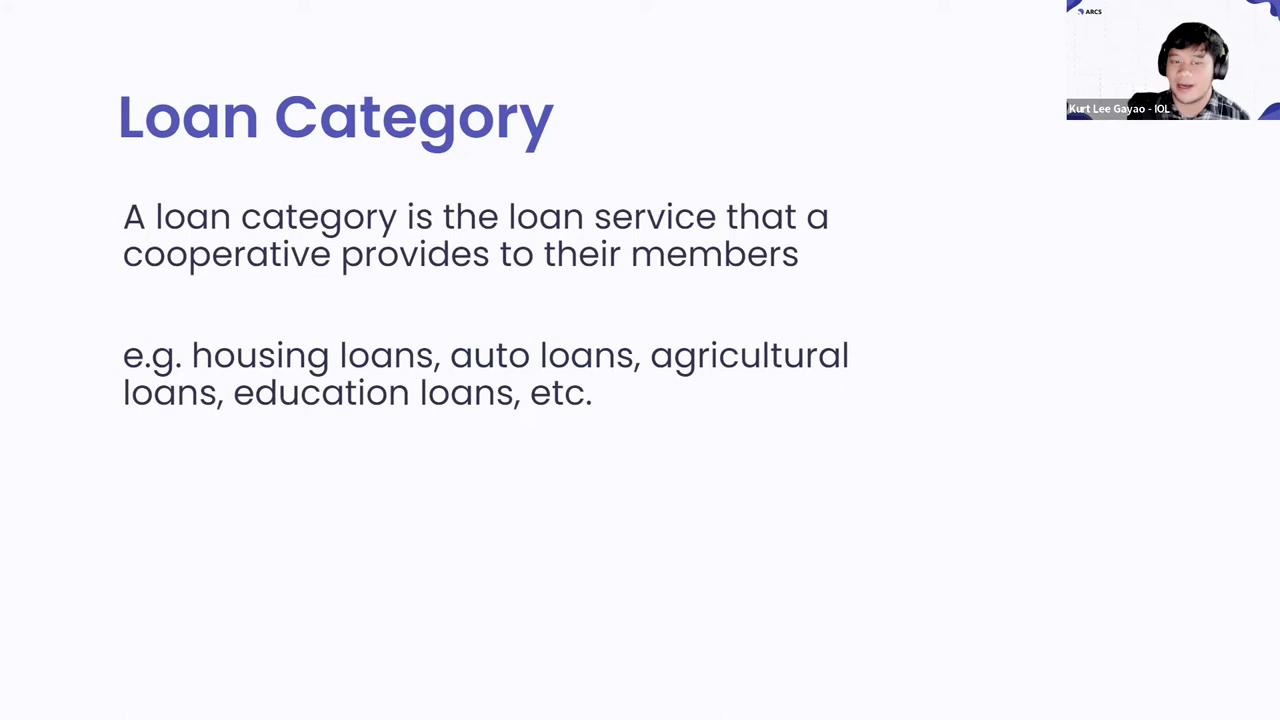 Loan Category
A loan category is the loan service that a
cooperative provides to their members
e.g. housing loans, auto loans, agricultural
loans, education loans, etc.
ARCS
Kurt Lee Gayao - IOL